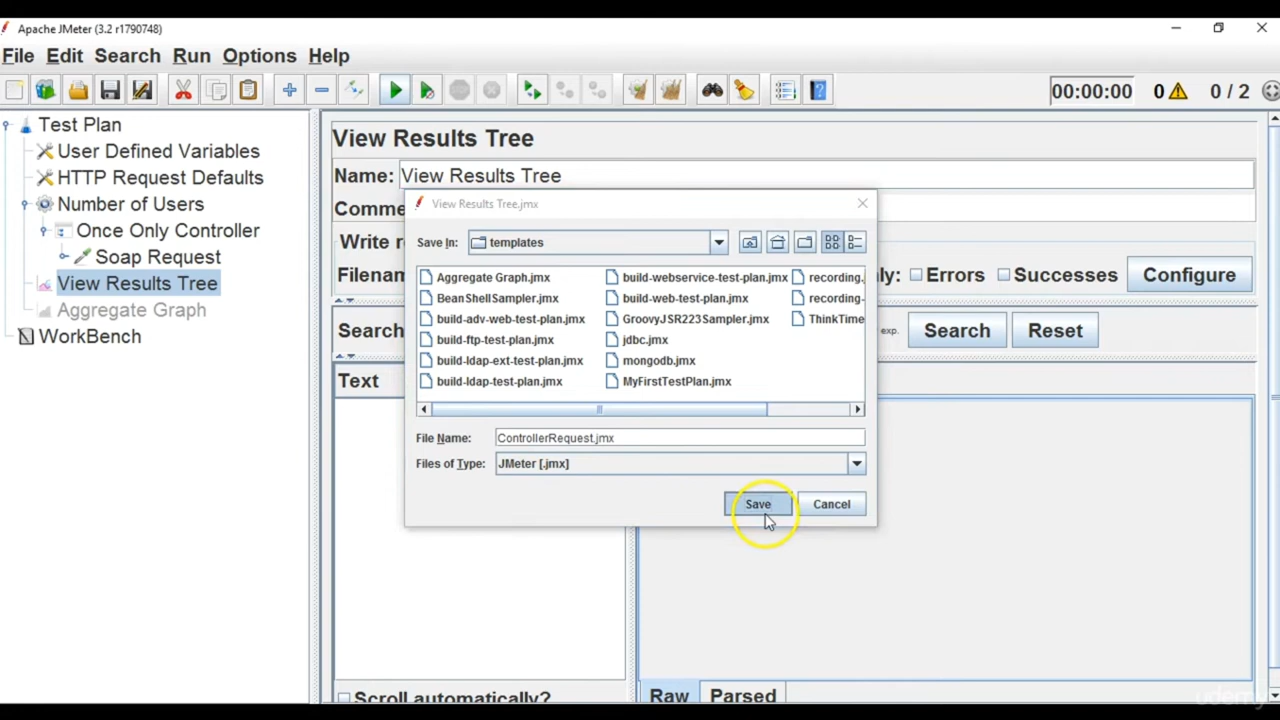 Apache JMeter (3.2 r1790748)
File Edit Search Run Options Help
00:00:00 0 0 / 2
Test Plan
User Defined Variables
HTTP Request Defaults
Number of Users
Once Only Controller
Soap Request
View Results Tree
Aggregate Graph
WorkBench
View Results Tree
Name: View Results Tree
Comme
Write re
Filenam
ly: Errors Successes Configure
Search
exp. Search Reset
Text
View Results Tree.jmx
Save In: templates
Aggregate Graph.jmx build-webservice-test-plan.jmx recording.
BeanShellSampler.jmx build-web-test-plan.jmx recording-
build-adv-web-test-plan.jmx GroovyJSR223Sampler.jmx ThinkTime
build-ftp-test-plan.jmx jdbc.jmx
build-ldap-ext-test-plan.jmx mongodb.jmx
build-ldap-test-plan.jmx MyFirstTestPlan.jmx
File Name: ControllerRequest.jmx
Files of Type: JMeter [.jmx]
Save Cancel
Scroll automatically?
Raw Parsed
udemy